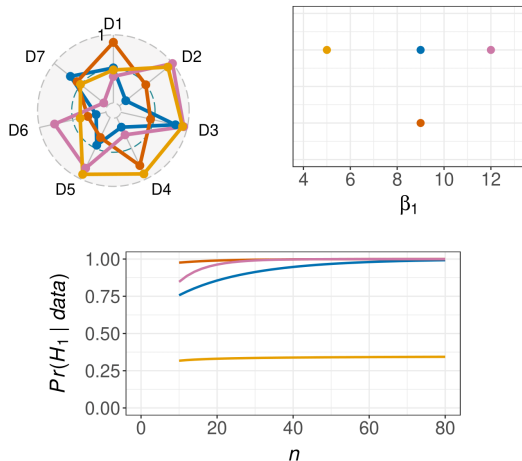 D1
1
D7
D2
D6
D3
D5
D4
4 6 8 10 12
β₁
Pr(H₁ | data)
1.00
0.75
0.50
0.25
0.00
0 20 40 60 80
n